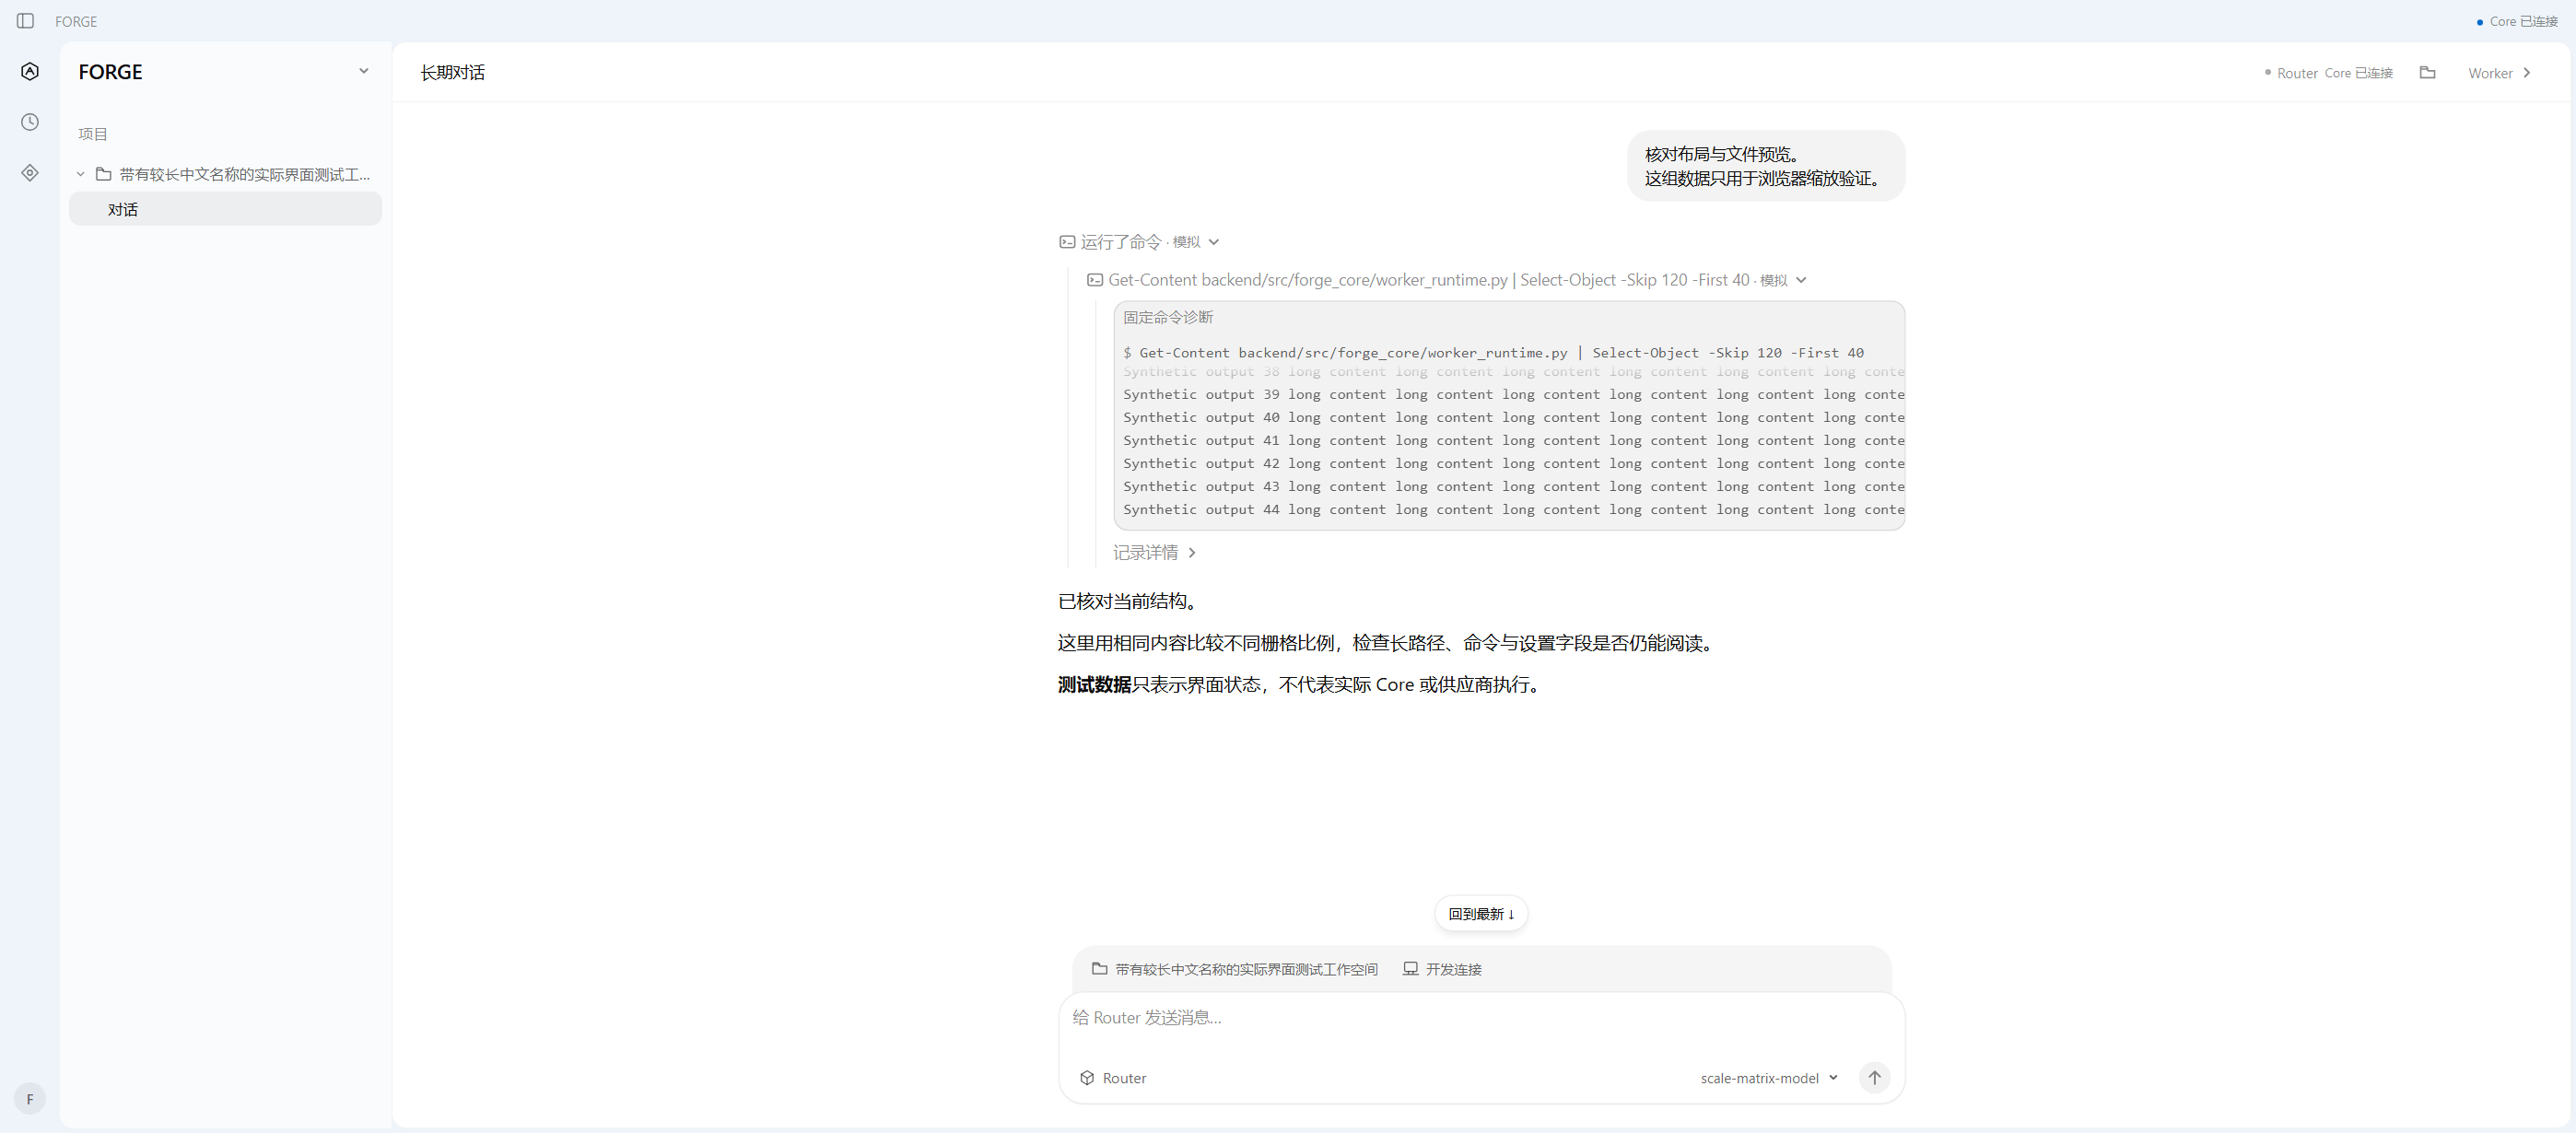 FORGE
Core 已连接
FORGE
项目
带有较长中文名称的实际界面测试工...
对话
F
长期对话
Router Core 已连接
Worker
核对布局与文件预览。
这组数据只用于浏览器缩放验证。
运行了命令 · 模拟
Get-Content backend/src/forge_core/worker_runtime.py | Select-Object -Skip 120 -First 40 · 模拟
固定命令诊断
$ Get-Content backend/src/forge_core/worker_runtime.py | Select-Object -Skip 120 -First 40
Synthetic output 38 long content long content long content long content long content long conte
Synthetic output 39 long content long content long content long content long content long conte
Synthetic output 40 long content long content long content long content long content long conte
Synthetic output 41 long content long content long content long content long content long conte
Synthetic output 42 long content long content long content long content long content long conte
Synthetic output 43 long content long content long content long content long content long conte
Synthetic output 44 long content long content long content long content long content long conte
记录详情
已核对当前结构。
这里用相同内容比较不同栅格比例，检查长路径、命令与设置字段是否仍能阅读。
测试数据只表示界面状态，不代表实际 Core 或供应商执行。
回到最新 ↓
带有较长中文名称的实际界面测试工作空间
开发连接
给 Router 发送消息...
Router
scale-matrix-model